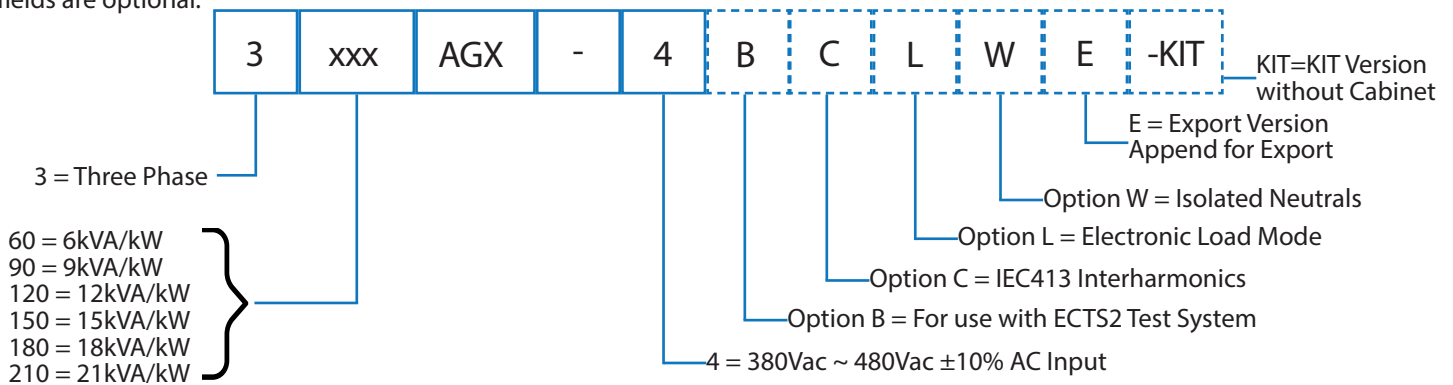 fields are optional.
3 xxx AGX - 4 B C L W E -KIT
KIT=KIT Version
without Cabinet
E = Export Version
Append for Export
3 = Three Phase
Option W = Isolated Neutrals
60 = 6kVA/kW
Option L = Electronic Load Mode
90 = 9kVA/kW
120 = 12kVA/kW
Option C = IEC413 Interharmonics
150 = 15kVA/kW
Option B = For use with ECTS2 Test System
180 = 18kVA/kW
4 = 380Vac ~ 480Vac ±10% AC Input
210 = 21kVA/kW